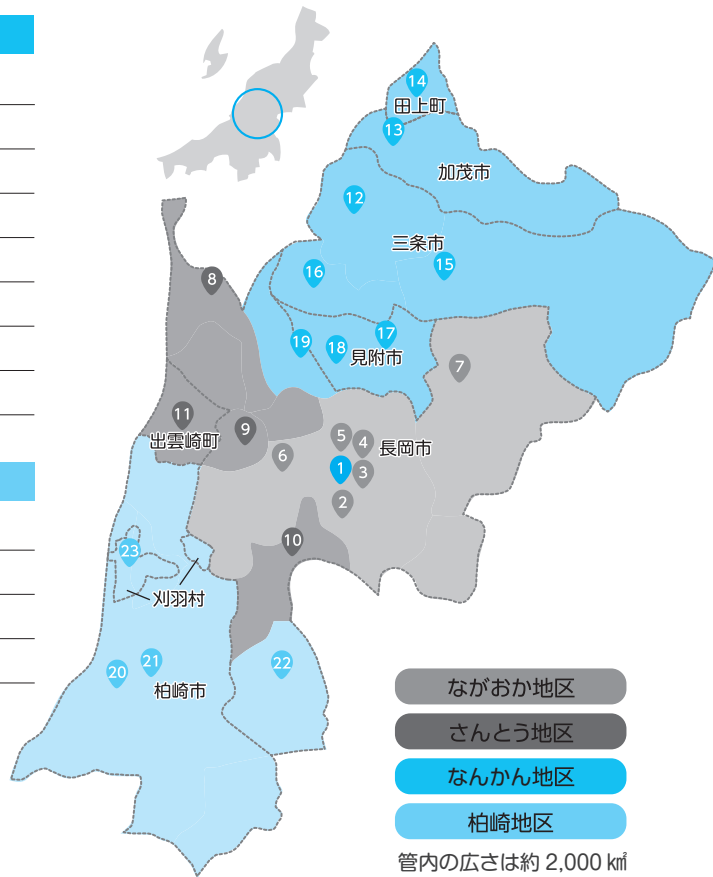 14
田上町
13
加茂市
12
三条市
15
16
8
17
19
18
見附市
7
11
9
出雲崎町
5
4
長岡市
6
1
3
2
10
23
刈羽村
21
20
22
柏崎市
ながおか地区
さんとう地区
なんかん地区
柏崎地区
管内の広さは約 2,000 ㎢